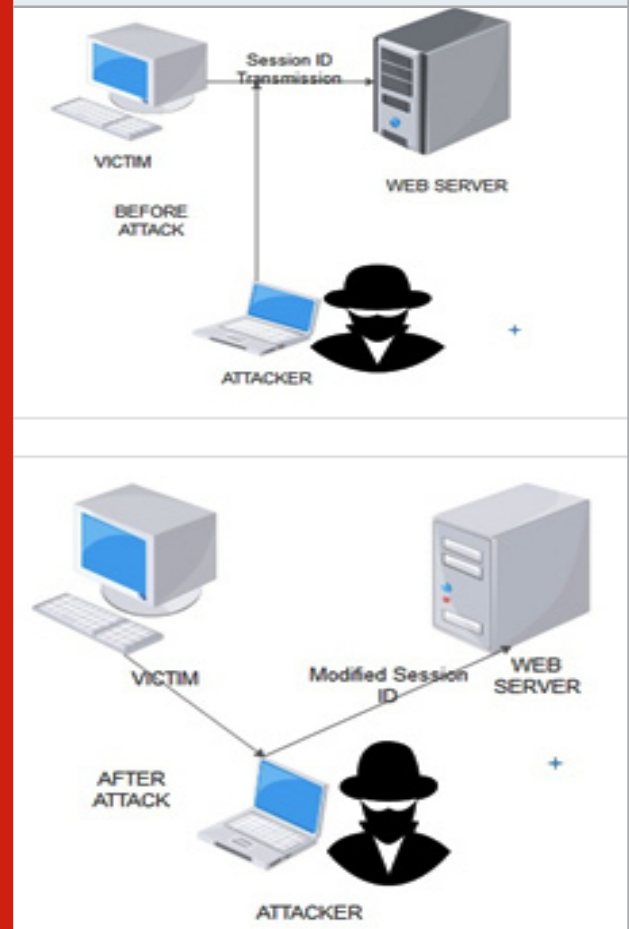 Session ID
Transmission
VICTIM
WEB SERVER
BEFORE
ATTACK
ATTACKER
VICTIM
Modified Session
ID
WEB
SERVER
AFTER
ATTACK
ATTACKER